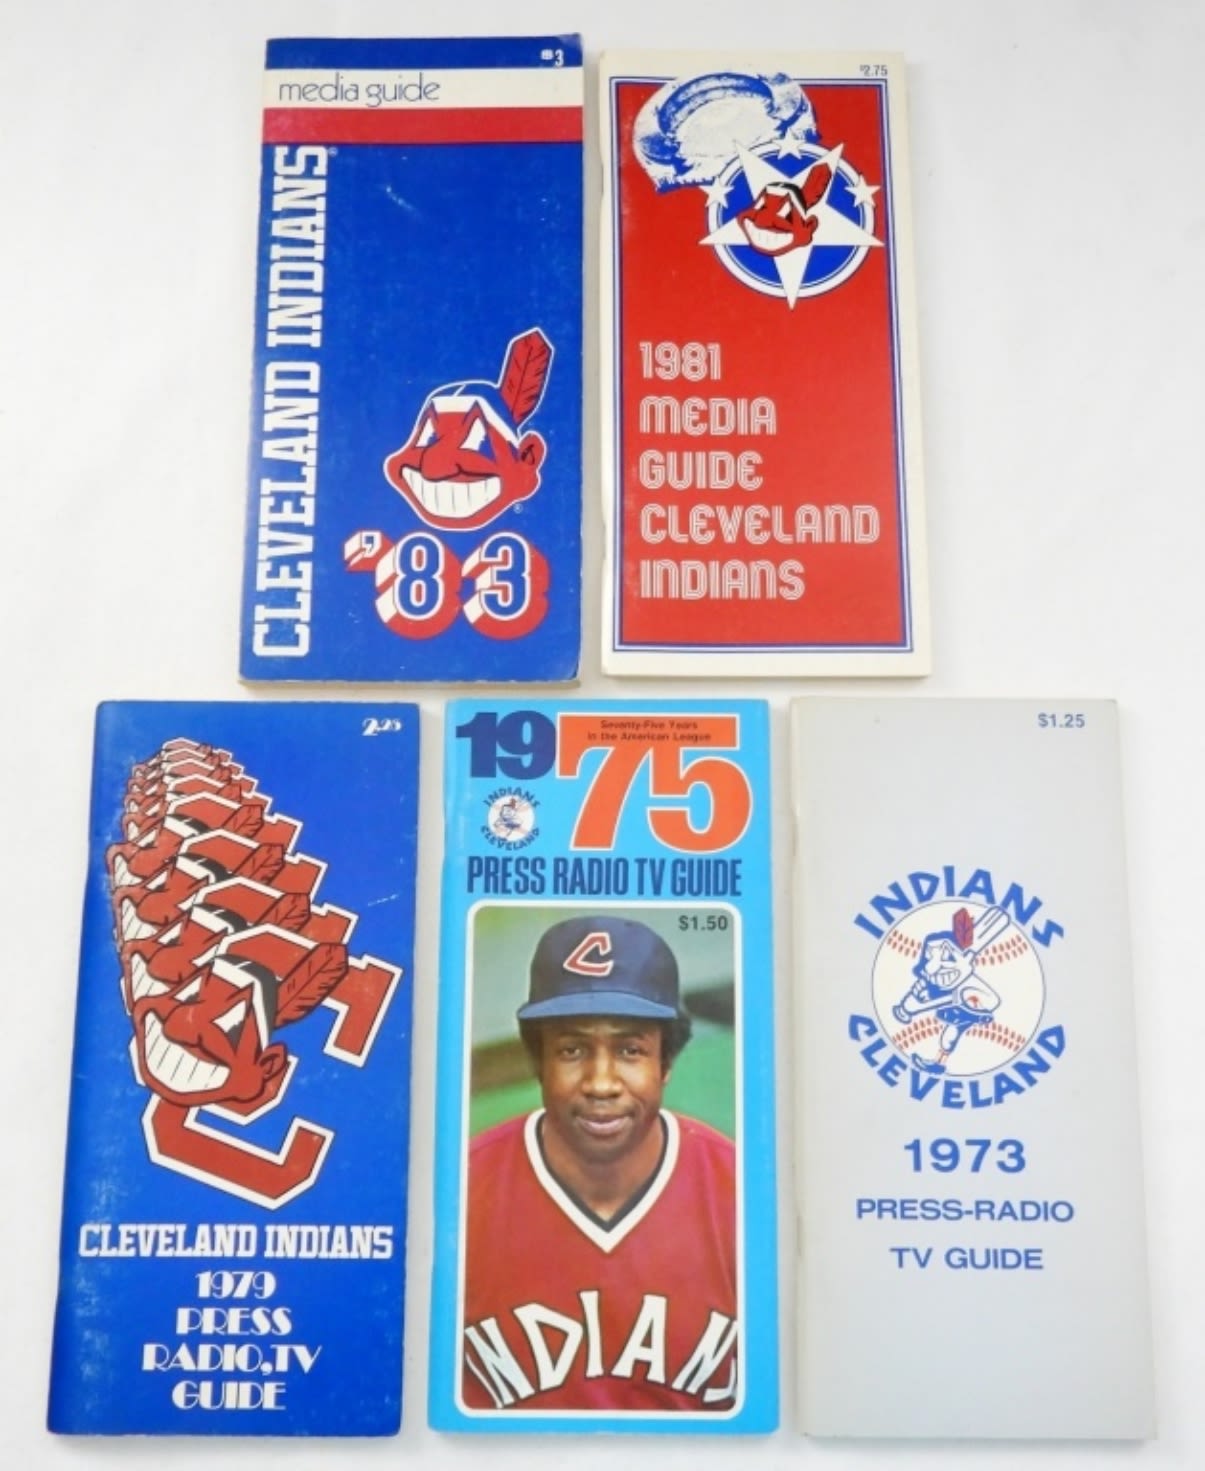 $3
media guide
CLEVELAND INDIANS®
®
'83
$2.75
1981
MEDIA
GUIDE
CLEVELAND
INDIANS
2.25
C
CLEVELAND INDIANS
1979
PRESS
RADIO,TV
GUIDE
1975
Seventy-Five Years
in the American League
INDIANS
CLEVELAND
PRESS RADIO TV GUIDE
$1.50
C
INDIANS
$1.25
INDIANS
CLEVELAND
1973
PRESS-RADIO
TV GUIDE